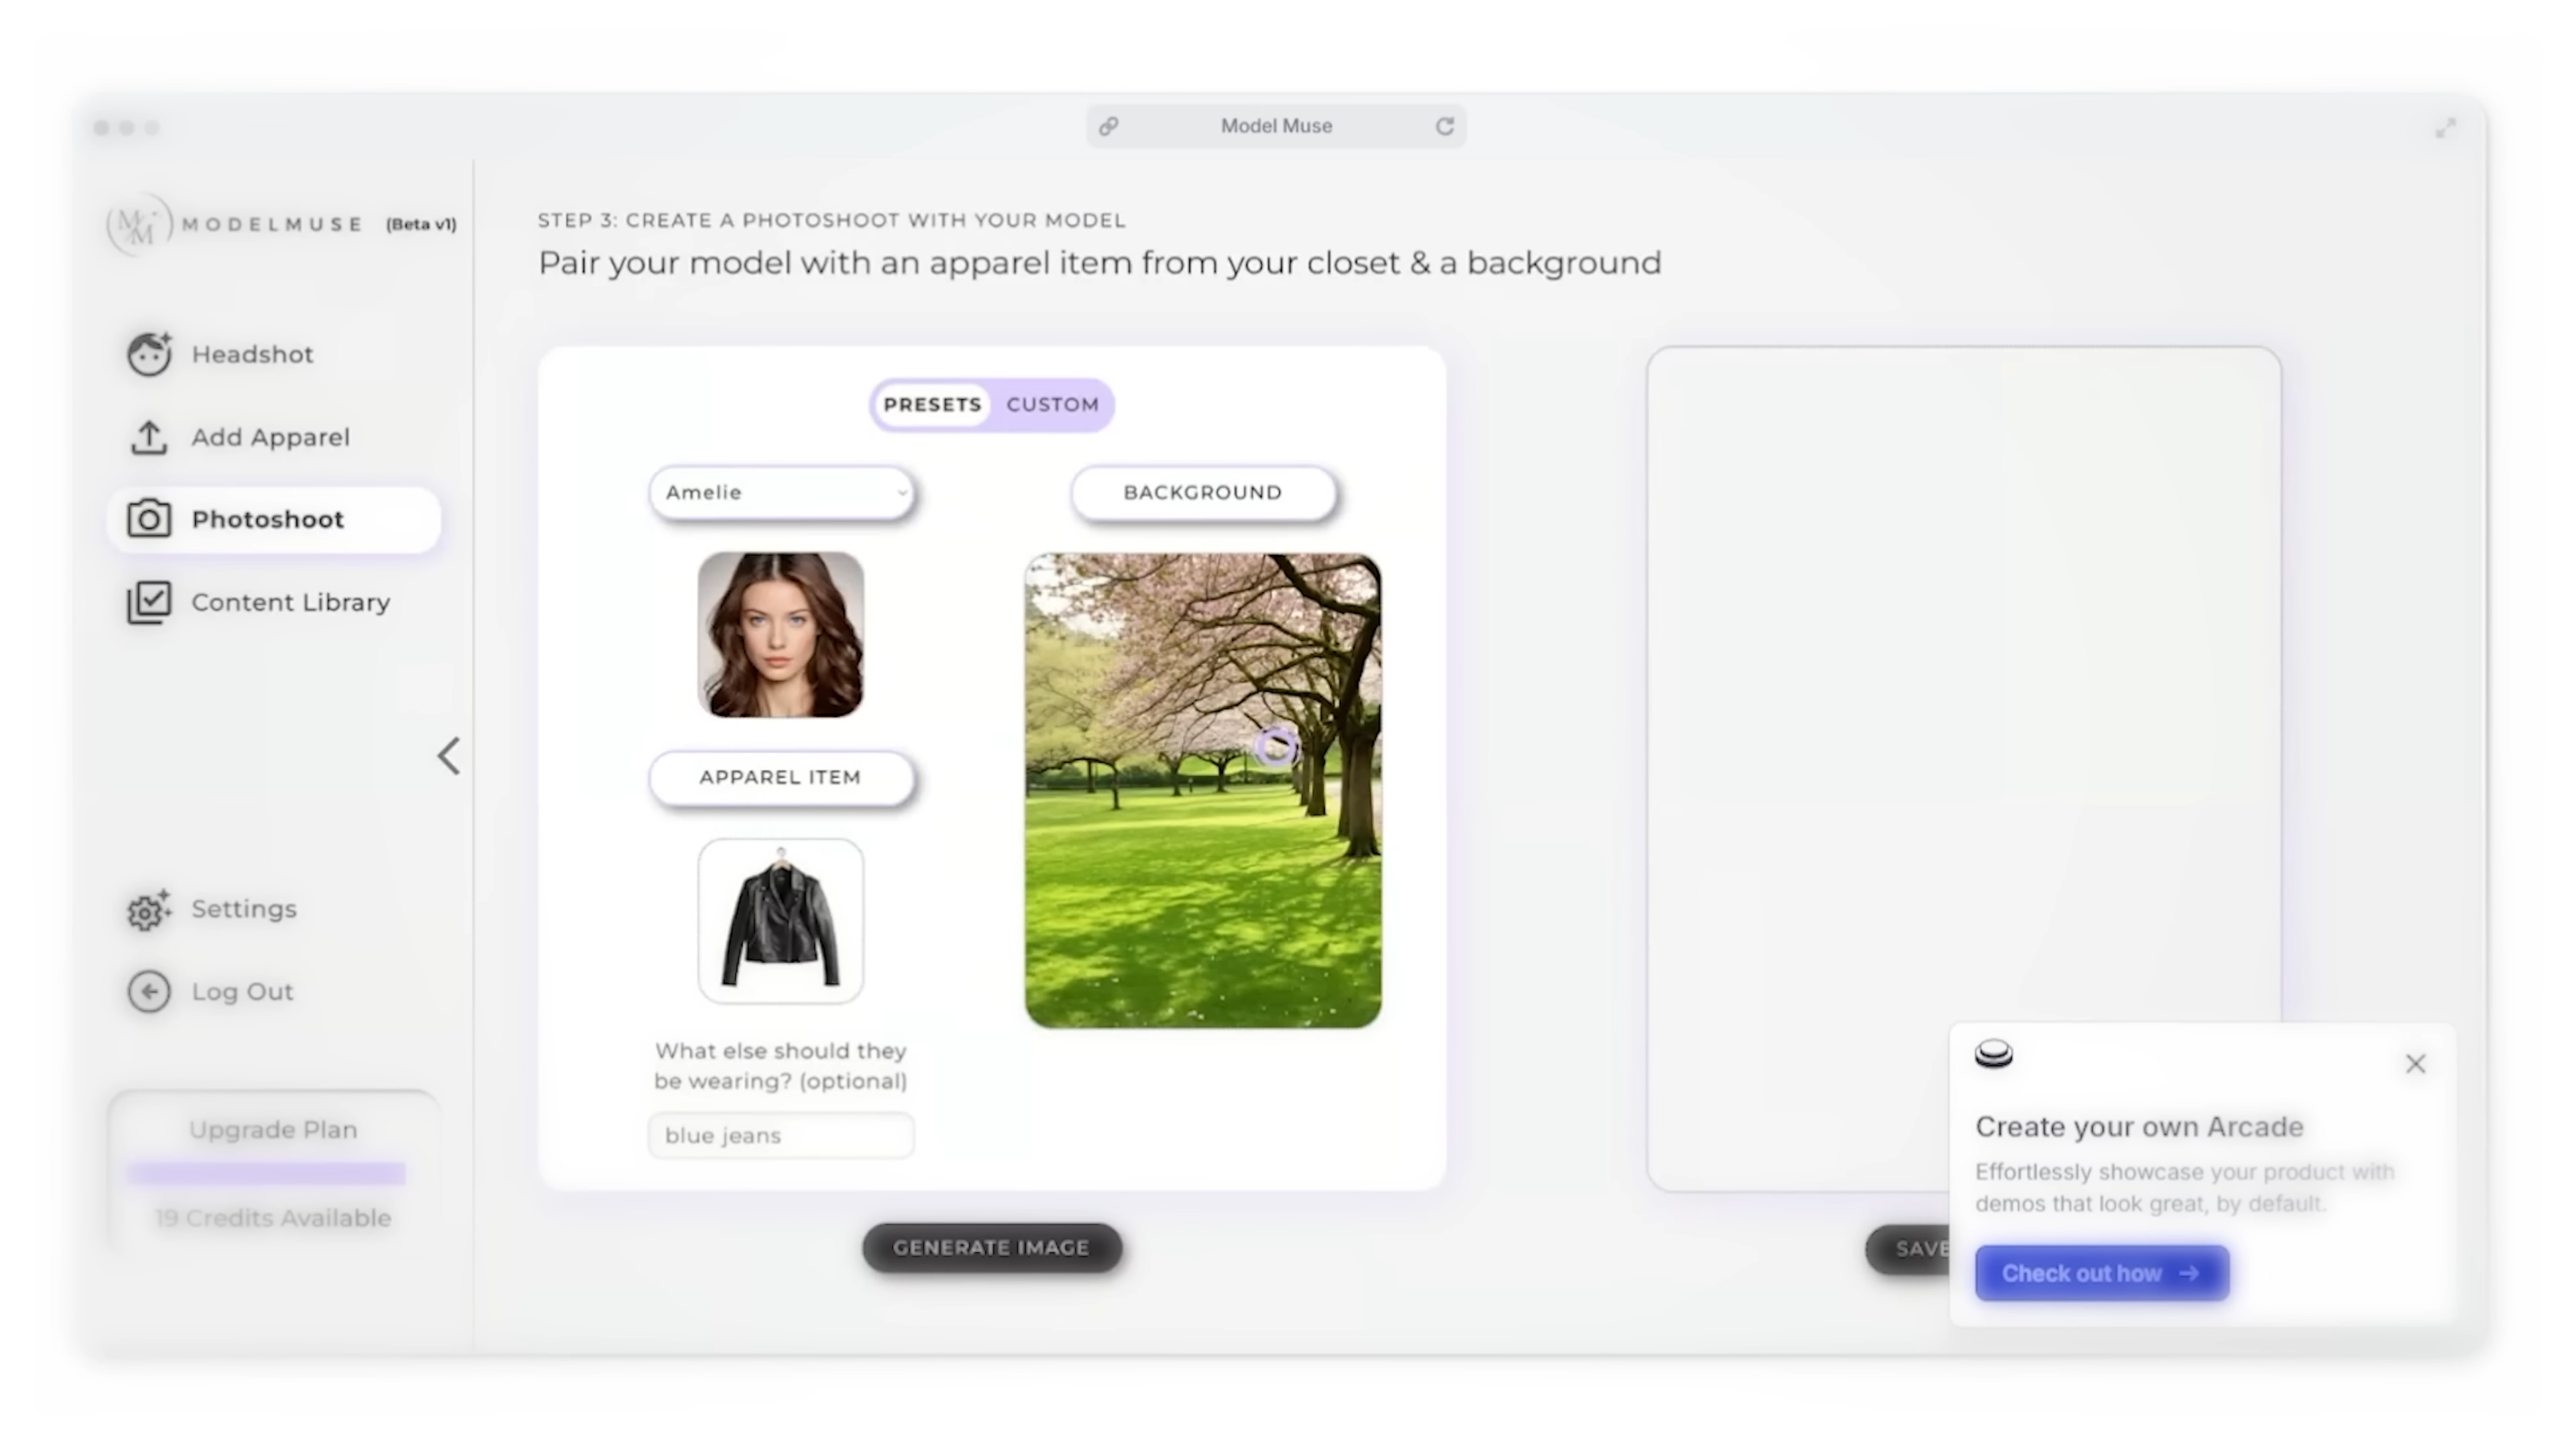 Model Muse
MODELMUSE (Beta v1)
Headshot
Add Apparel
Photoshoot
Content Library
Settings
Log Out
Upgrade Plan
19 Credits Available
STEP 3: CREATE A PHOTOSHOOT WITH YOUR MODEL
Pair your model with an apparel item from your closet & a background
PRESETS CUSTOM
Amelie
BACKGROUND
APPAREL ITEM
What else should they
be wearing? (optional)
blue jeans
GENERATE IMAGE
SAVE
Create your own Arcade
Effortlessly showcase your product with
demos that look great, by default.
Check out how